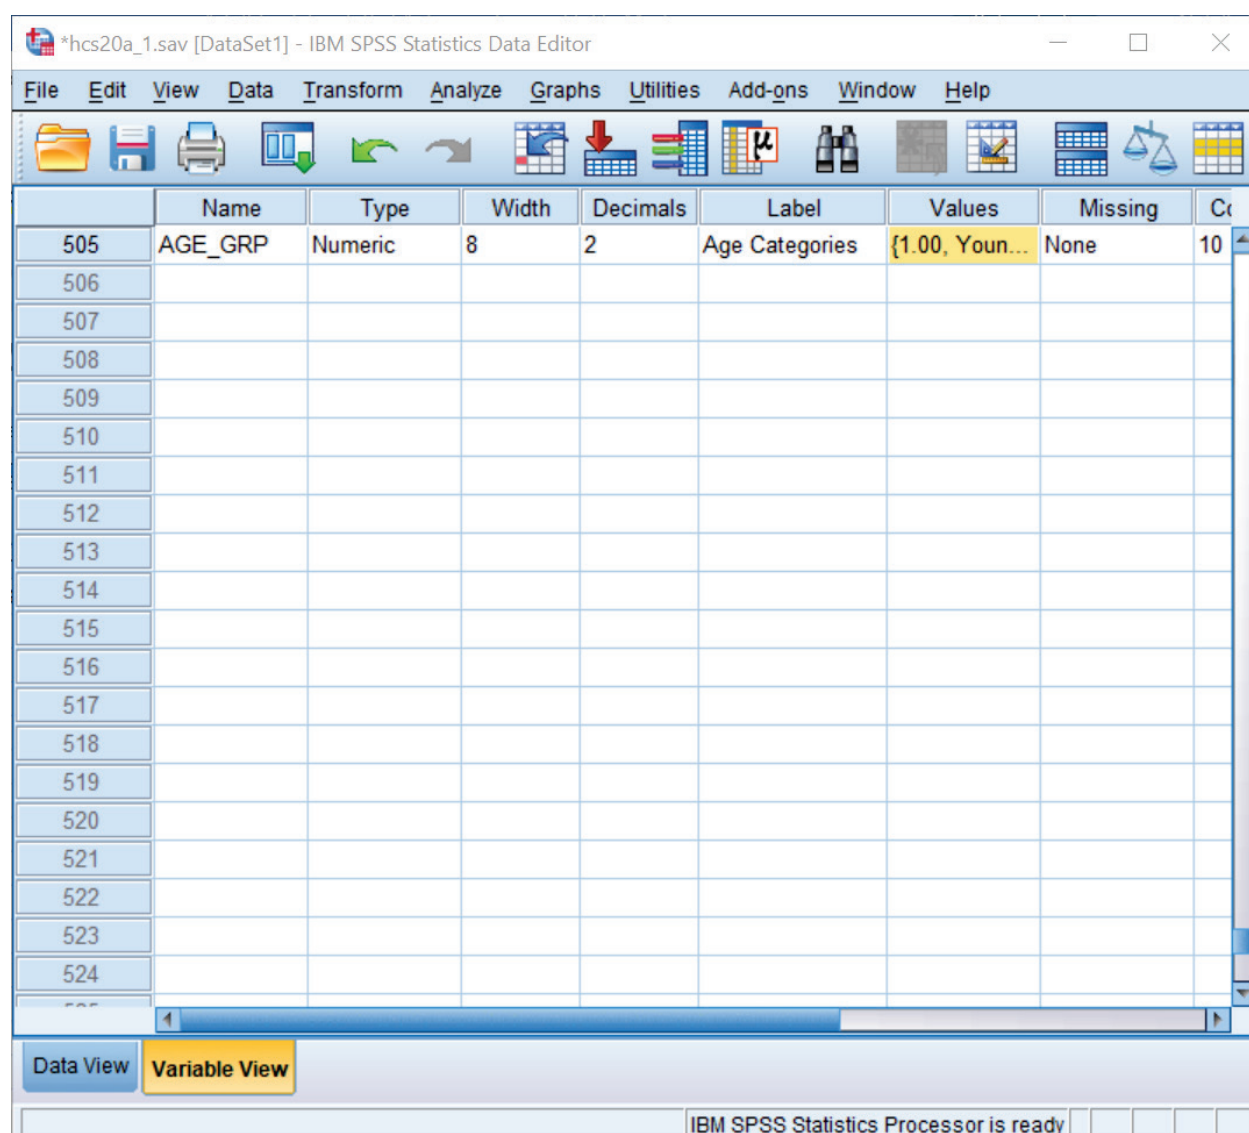 *hcs20a_1.sav [DataSet1] - IBM SPSS Statistics Data Editor
File Edit View Data Transform Analyze Graphs Utilities Add-ons Window Help
μ
Name Type Width Decimals Label Values Missing
505 AGE_GRP Numeric 8 2 Age Categories {1.00, Youn... None 10
506
507
508
509
510
511
512
513
514
515
516
517
518
519
520
521
522
523
524
Data View Variable View
IBM SPSS Statistics Processor is ready